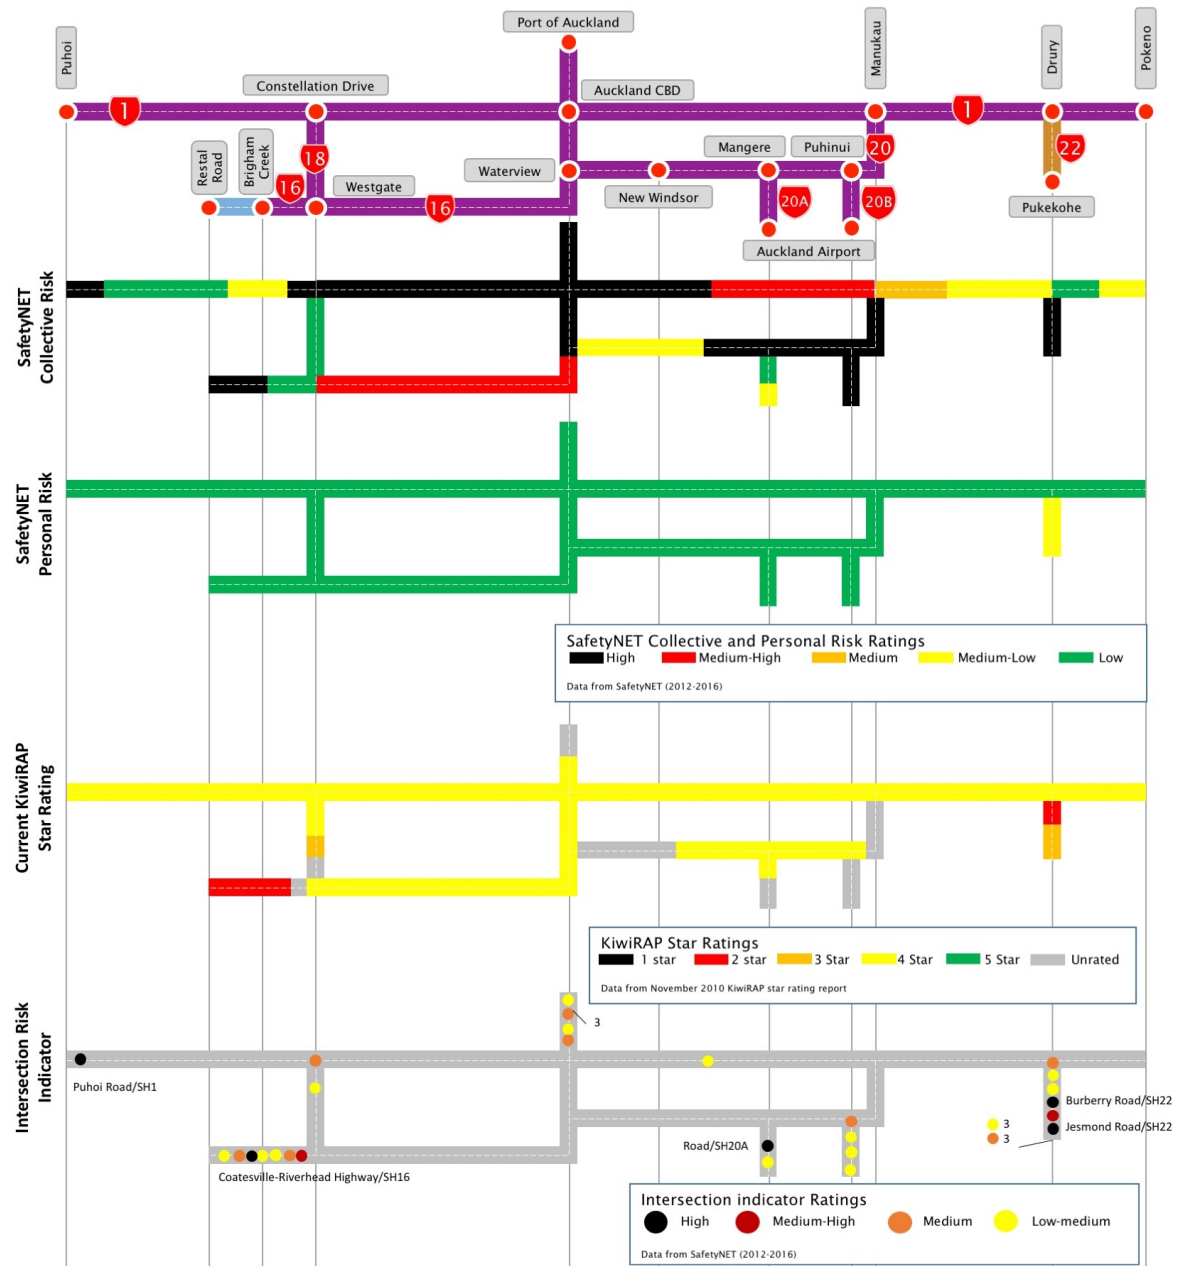 Port of Auckland
Puhoi
Manukau
Drury
Pokeno
Constellation Drive
Auckland CBD
1
1
Restal
Road
Brigham
Creek
18
16
Westgate
16
Waterview
New Windsor
Mangere
Puhinui
20
20A
20B
22
Pukekohe
Auckland Airport
SafetyNET
Collective Risk
SafetyNET
Personal Risk
SafetyNET Collective and Personal Risk Ratings
High Medium-High Medium Medium-Low Low
Data from SafetyNET (2012-2016)
Current KiwiRAP
Star Rating
KiwiRAP Star Ratings
1 star 2 star 3 Star 4 Star 5 Star Unrated
Data from November 2010 KiwiRAP star rating report
Intersection Risk
Indicator
3
Puhoi Road/SH1
Burberry Road/SH22
3
Jesmond Road/SH22
3
Road/SH20A
Coatesville-Riverhead Highway/SH16
Intersection indicator Ratings
High Medium-High Medium Low-medium
Data from SafetyNET (2012-2016)